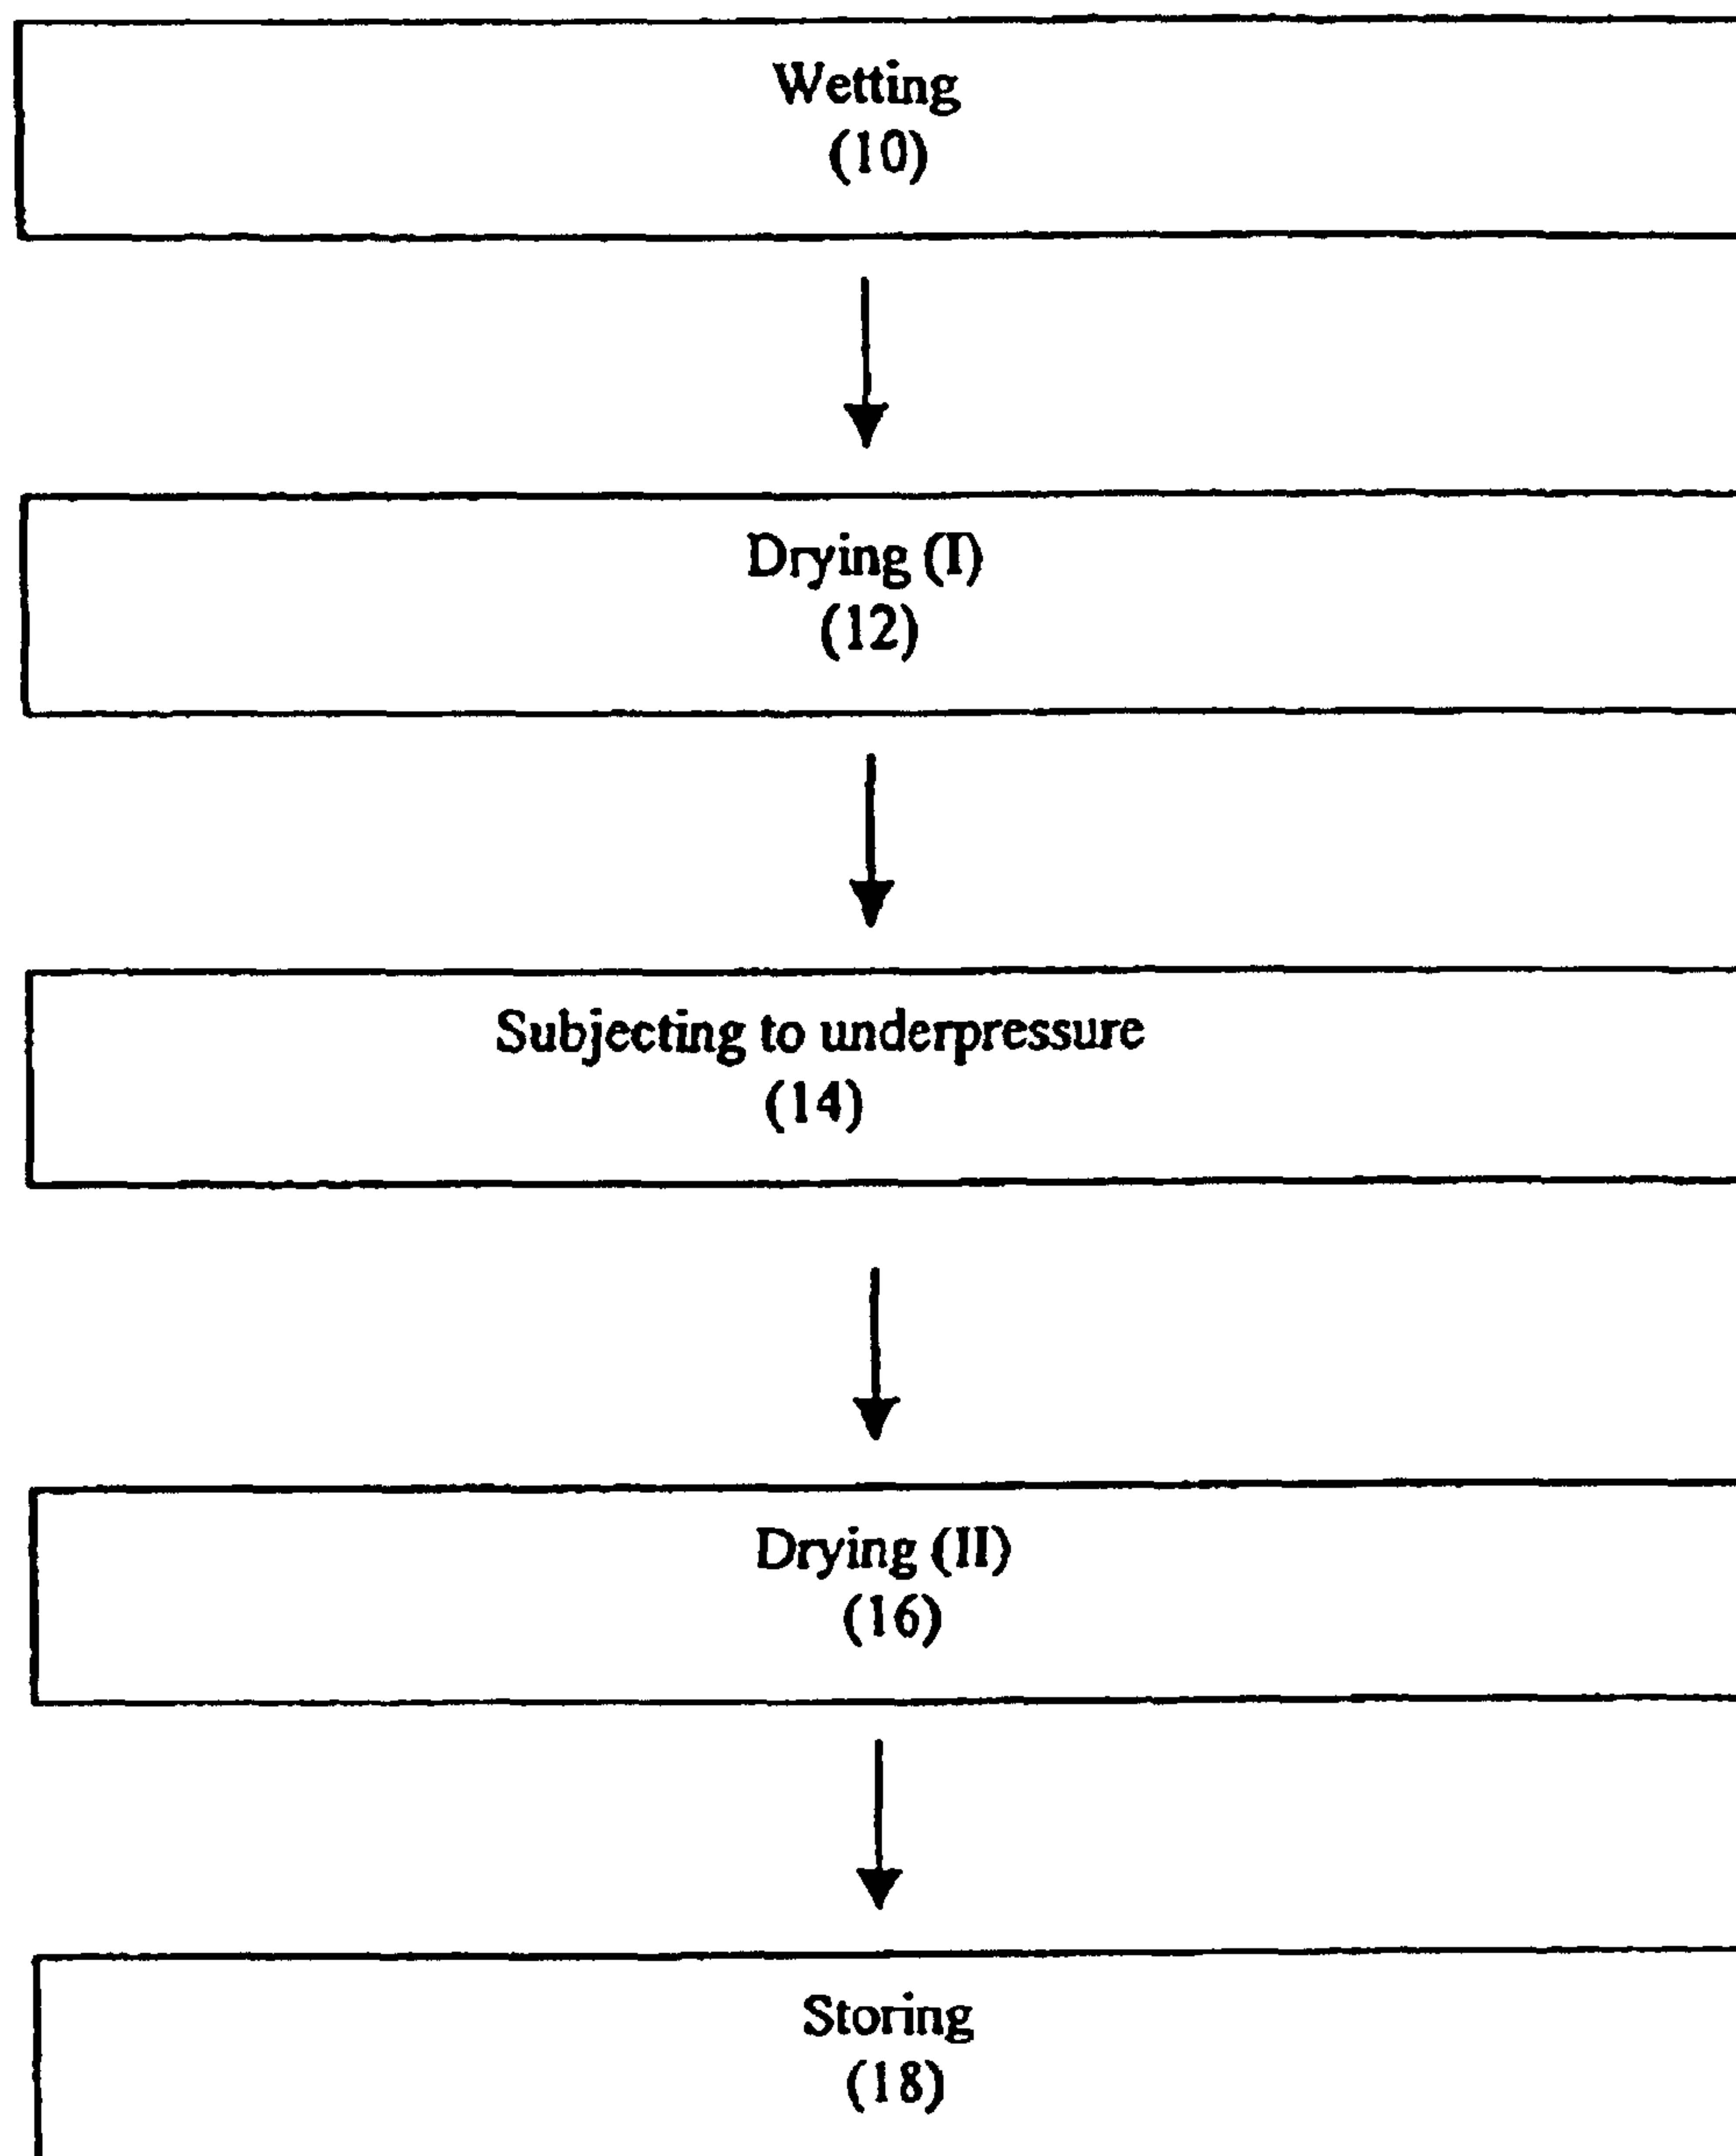 Wetting
(10)
Drying (I)
(12)
Subjecting to underpressure
(14)
Drying (II)
(16)
Storing
(18)